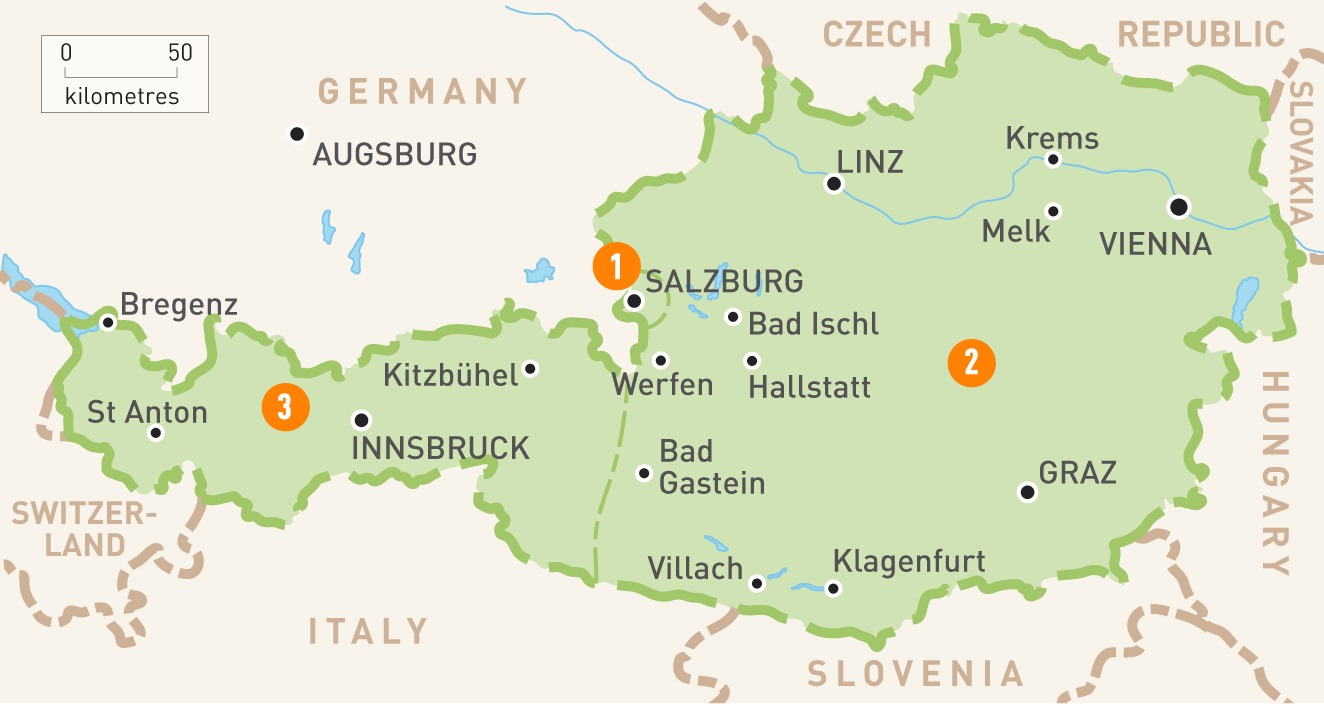 0 50
kilometres
CZECH REPUBLIC
GERMANY
SLOVAKIA
AUGSBURG
LINZ
Krems
Melk
VIENNA
1
SALZBURG
Bregenz
Bad Ischl
Kitzbühel
Werfen
Hallstatt
2
3
St Anton
INNSBRUCK
HUNGARY
Bad
Gastein
GRAZ
SWITZER-
LAND
Villach
Klagenfurt
ITALY
SLOVENIA